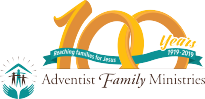 100
Years
Reaching families for Jesus
1919-2019
Adventist Family Ministries